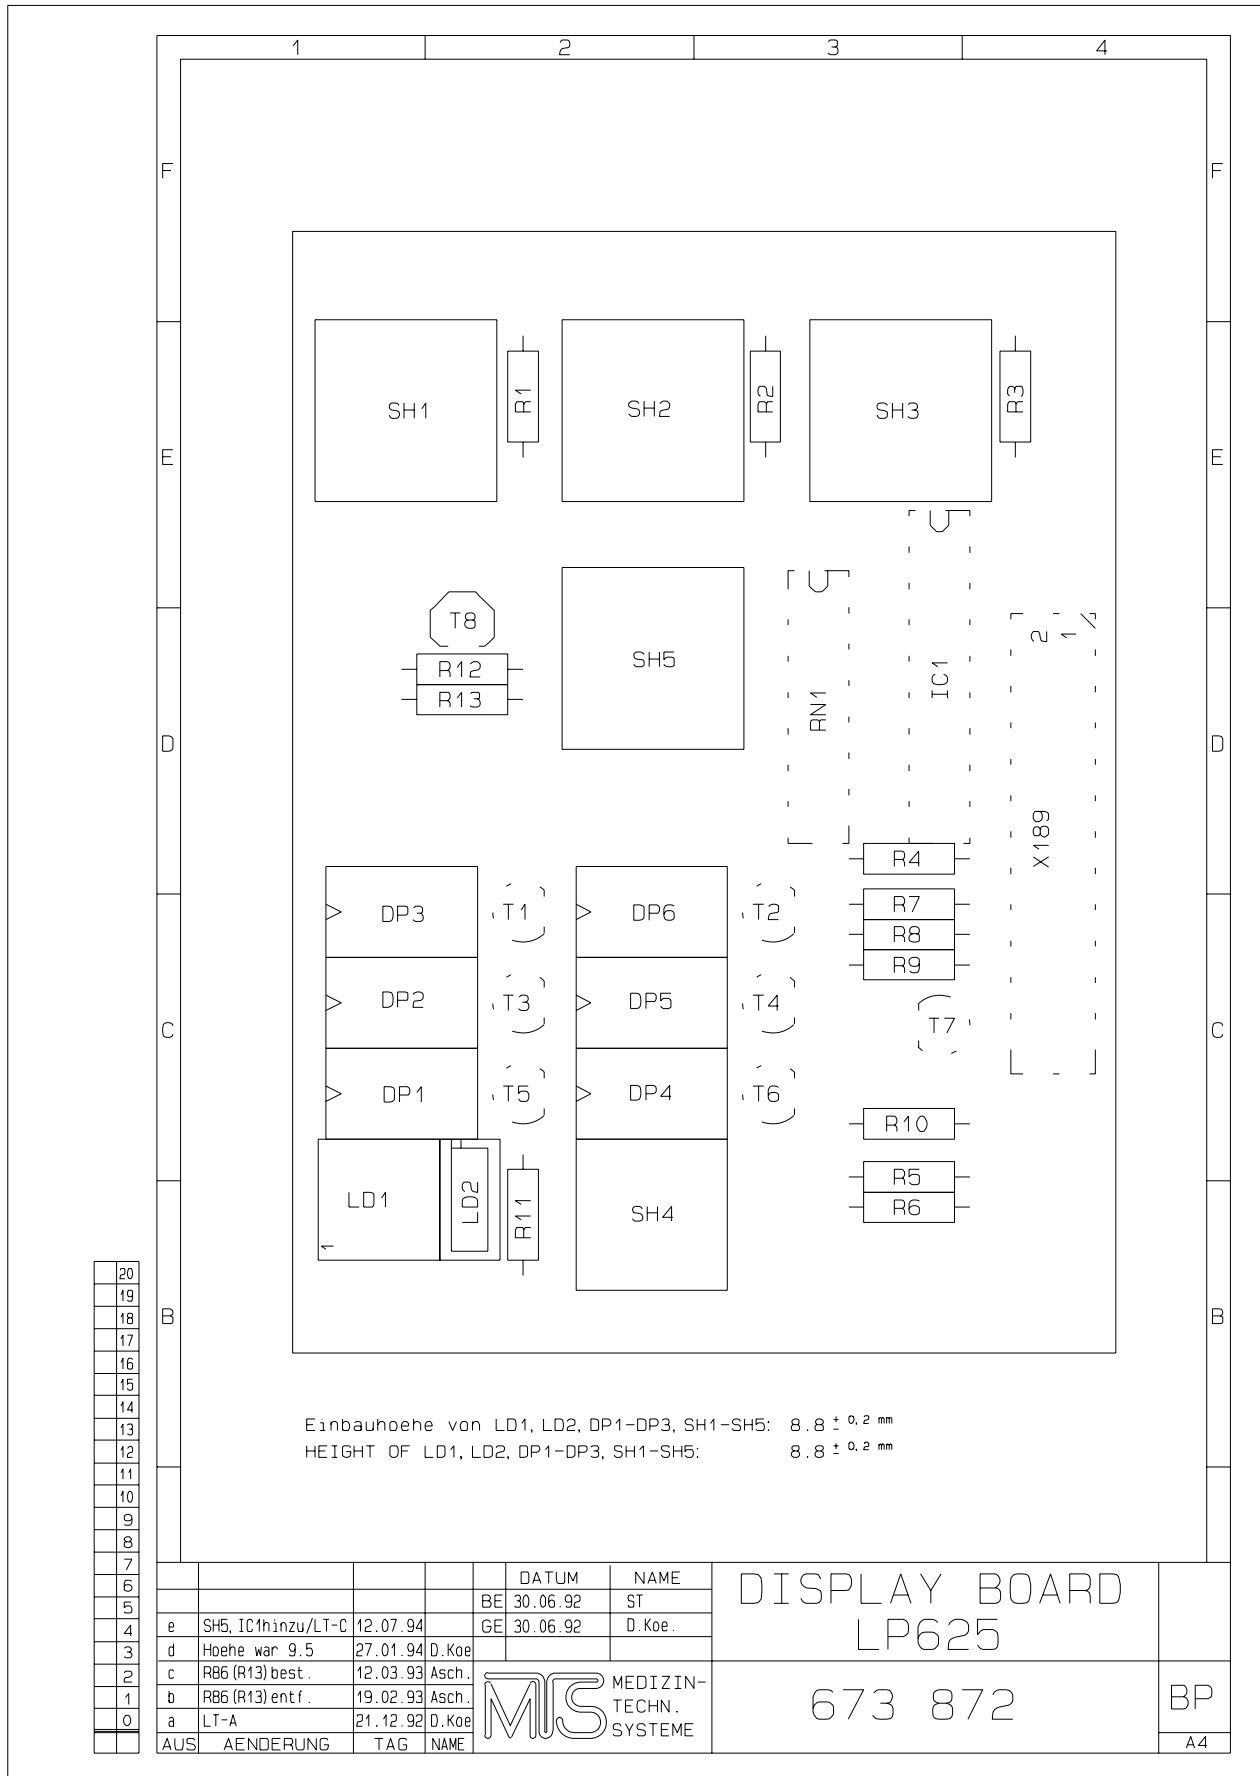 1 2 3 4
F F
SH1 R1 SH2 R2 SH3 R3
E E
T8
R12
R13
SH5
RN1
IC1
2
1
X189
D D
R4
DP3 T1 DP6 T2 R7
R8
R9
DP2 T3 DP5 T4
T7
C C
DP1 T5 DP4 T6
R10
LD1
1
LD2
R11
SH4
R5
R6
B B
20
19
18
17
16
15
14
13
12
11
10
9
8
7
6
5
4
3
2
1
0
Einbauhoehe von LD1, LD2, DP1-DP3, SH1-SH5: 8.8 ± 0,2 mm
HEIGHT OF LD1, LD2, DP1-DP3, SH1-SH5: 8.8 ± 0,2 mm
DATUM NAME
BE 30.06.92 ST
e SH5, IC1hinzu/LT-C 12.07.94 GE 30.06.92 D.Koe.
d Hoehe war 9.5 27.01.94 D.Koe
c R86(R13)best. 12.03.93 Asch.
b R86(R13)entf. 19.02.93 Asch.
a LT-A 21.12.92 D.Koe
AUS AENDERUNG TAG NAME
MTS
MEDIZIN-
TECHN.
SYSTEME
DISPLAY BOARD
LP625
673 872
BP
A4